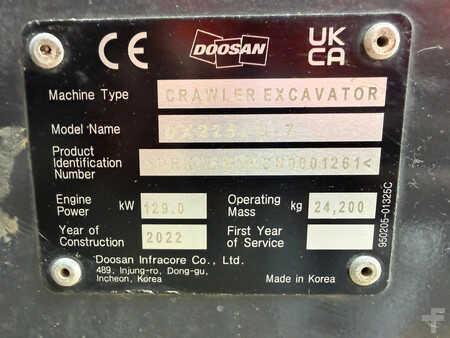 CE DOOSAN UK CA
Machine Type CRAWLER EXCAVATOR
Model Name
Product Identification Number
Engine Power kW 129.0 Operating Mass kg 24,200
Year of Construction 2022 First Year of Service
Doosan Infracore Co., Ltd.
489, Injung-ro, Dong-gu,
Incheon, Korea Made in Korea
950205-01325C